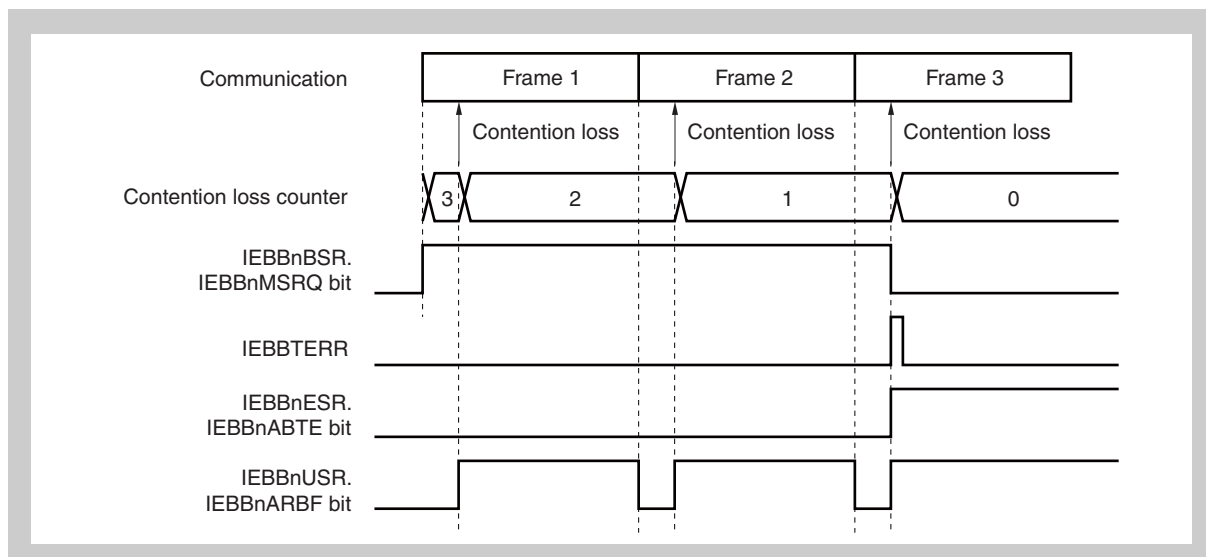 Communication
Frame 1
Frame 2
Frame 3
Contention loss
Contention loss
Contention loss
Contention loss counter
3
2
1
0
IEBBnBSR.
IEBBnMSRQ bit
IEBBTERR
IEBBnESR.
IEBBnABTE bit
IEBBnUSR.
IEBBnARBF bit